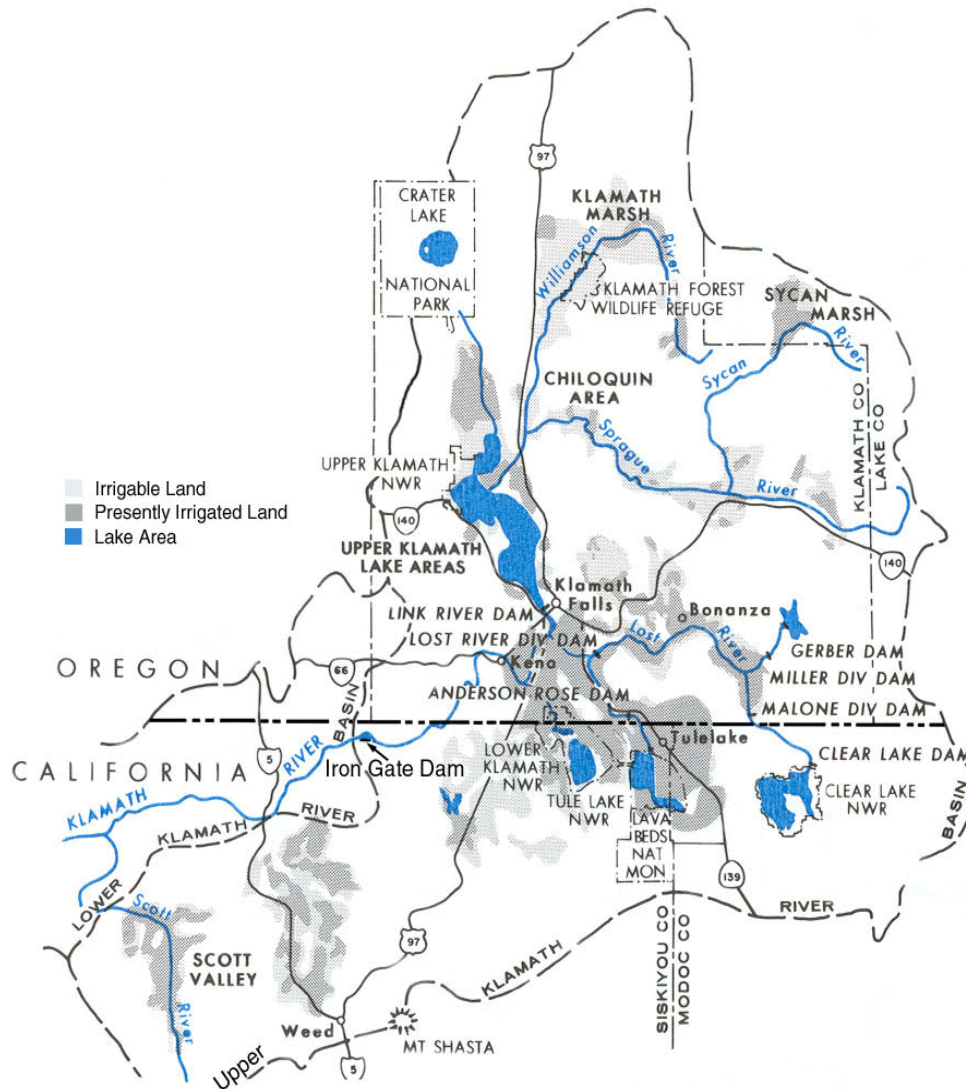 97
CRATER
LAKE
NATIONAL
PARK
KLAMATH
MARSH
Williamson
River
KLAMATH FOREST
WILDLIFE REFUGE
SYCAN
MARSH
River
Sycan
CHILOQUIN
AREA
Sprague
River
KLAMATH CO
LAKE CO
UPPER KLAMATH
NWR
Irrigable Land
Presently Irrigated Land
Lake Area
140
140
UPPER KLAMATH
LAKE AREAS
Klamath
Falls
Bonanza
LINK RIVER DAM
LOST RIVER DIV DAM
Lost
River
GERBER DAM
Keno
MILLER DIV DAM
OREGON
66
ANDERSON ROSE DAM
MALONE DIV DAM
BASIN
Tulelake
CLEAR LAKE DAM
CALIFORNIA
5
RIVER
Iron Gate Dam
LOWER
KLAMATH
NWR
TULE LAKE
NWR
LAVA
BEDS
NAT
MON
CLEAR LAKE
NWR
BASIN
KLAMATH
KLAMATH
RIVER
LOWER
139
RIVER
Scott
River
SCOTT
VALLEY
97
SISKIYOU CO
MODOC CO
KLAMATH
Weed
MT SHASTA
Upper
5